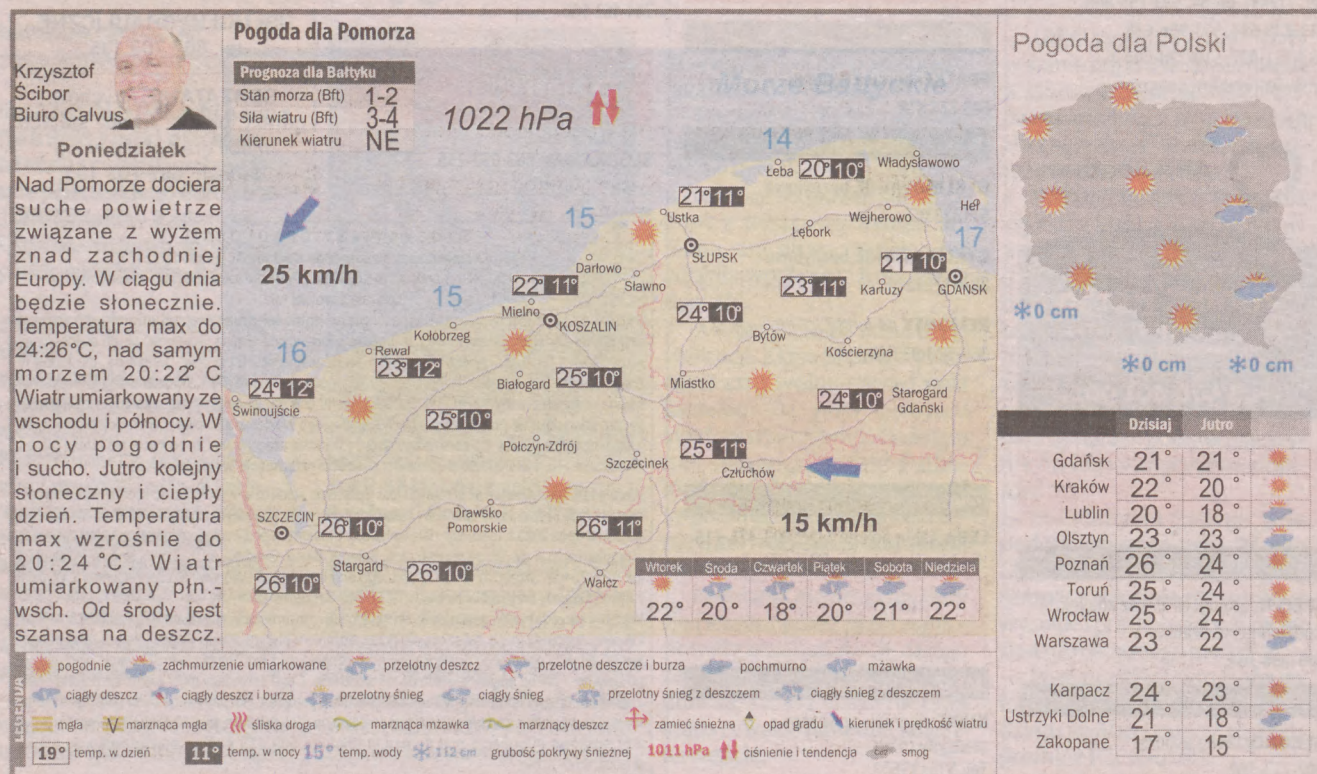 Krzysztof
Ścibor
Biuro Calvus
Poniedziałek
Nad Pomorze dociera
suche powietrze
związane z wyżem
znad zachodniej
Europy. W ciągu dnia
będzie słonecznie.
Temperatura max do
24:26°C, nad samym
morzem 20:22° C
Wiatr umiarkowany ze
wschodu i północy. W
nocy pogodnie
i sucho. Jutro kolejny
słoneczny i ciepły
dzień. Temperatura
max wzrośnie do
20:24 °C. Wiatr
umiarkowany płn.-
wsch. Od środy jest
szansa na deszcz.
Pogoda dla Pomorza
Prognoza dla Bałtyku
Stan morza (Bft) 1-2
Siła wiatru (Bft) 3-4
Kierunek wiatru NE
1022 hPa
25 km/h
14
Łeba 20° 10°
Władysławowo
21° 11°
Ustka
Wejherowo
Hel
15
Lębork
17
SŁUPSK
21° 10°
Darłowo
GDAŃSK
22° 11°
Sławno
23° 11°
Kartuzy
15
Mielno
24° 10°
KOSZALIN
Kołobrzeg
Bytów
16
Rewal
Kościerzyna
23° 12°
24° 12°
Białogard
25° 10°
Miastko
Świnoujście
24° 10°
Starogard
Gdański
25° 10°
Połczyn-Zdrój
25° 11°
Szczecinek
Człuchów
SZCZECIN
Drawsko
Pomorskie
26° 10°
26° 11°
15 km/h
Stargard
26° 10°
Wałcz
26° 10°
Wtorek Środa Czwartek Piątek Sobota Niedziela
22° 20° 18° 20° 21° 22°
Pogoda dla Polski
0 cm
0 cm 0 cm
Dzisiaj Jutro
Gdańsk 21° 21°
Kraków 22° 20°
Lublin 20° 18°
Olsztyn 23° 23°
Poznań 26° 24°
Toruń 25° 24°
Wrocław 25° 24°
Warszawa 23° 22°
Karpacz 24° 23°
Ustrzyki Dolne 21° 18°
Zakopane 17° 15°
LEGENDA
pogodnie zachmurzenie umiarkowane przelotny deszcz przelotne deszcze i burza pochmurno mżawka
ciągły deszcz ciągły deszcz i burza przelotny śnieg ciągły śnieg przelotny śnieg z deszczem ciągły śnieg z deszczem
mgła marznąca mgła śliska droga marznąca mżawka marznący deszcz zamieć śnieżna opad gradu kierunek i prędkość wiatru
19° temp. w dzień 11° temp. w nocy 15° temp. wody 112 cm grubość pokrywy śnieżnej 1011 hPa ciśnienie i tendencja smog